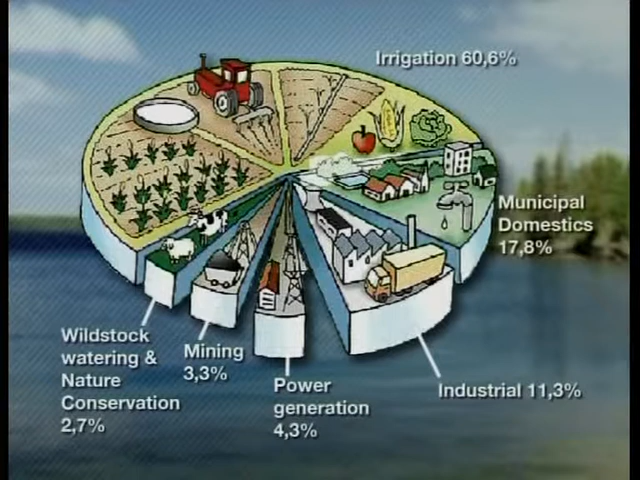 Irrigation 60,6%
Municipal
Domestics
17,8%
Wildstock
watering &
Nature
Conservation
2,7%
Mining
3,3%
Power
generation
4,3%
Industrial 11,3%